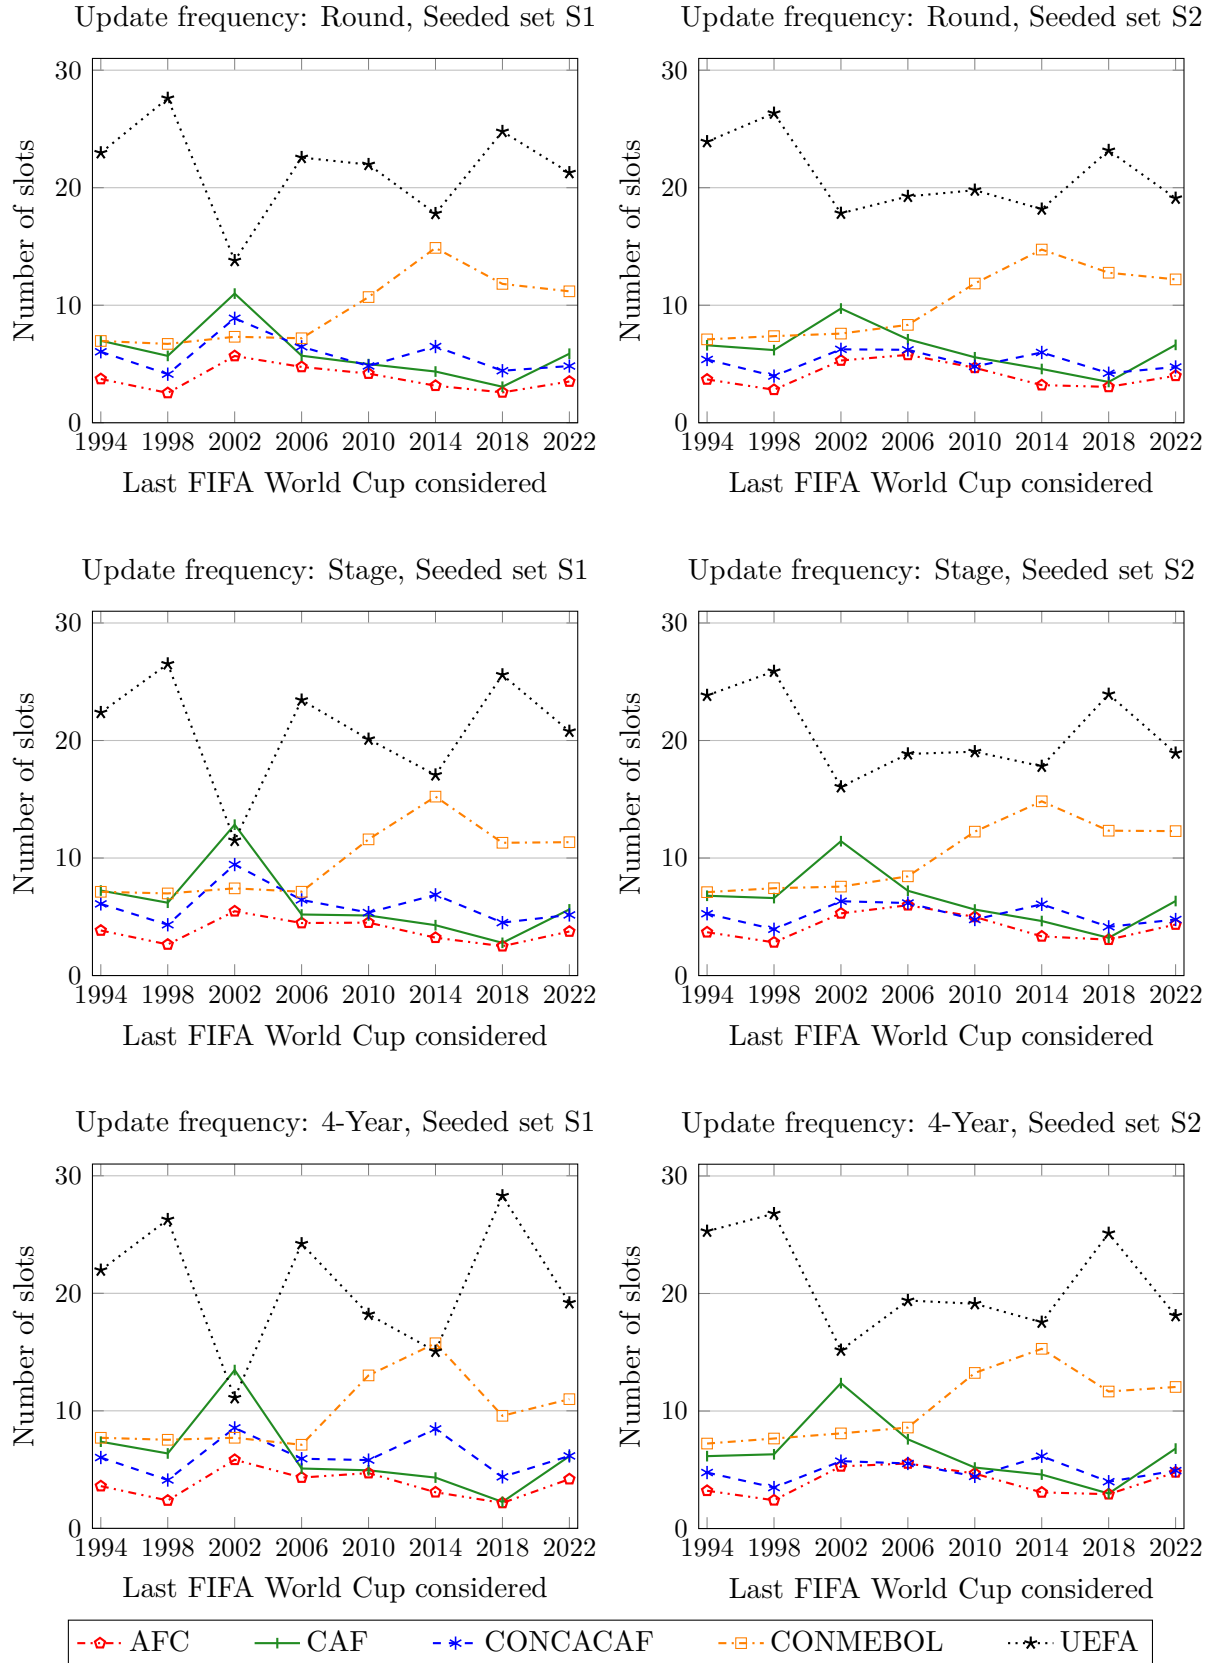 Update frequency: Round, Seeded set S1
Update frequency: Round, Seeded set S2
30
20
10
0
Number of slots
1994 1998 2002 2006 2010 2014 2018 2022
Last FIFA World Cup considered
30
20
10
0
Number of slots
1994 1998 2002 2006 2010 2014 2018 2022
Last FIFA World Cup considered
Update frequency: Stage, Seeded set S1
Update frequency: Stage, Seeded set S2
30
20
10
0
Number of slots
1994 1998 2002 2006 2010 2014 2018 2022
Last FIFA World Cup considered
30
20
10
0
Number of slots
1994 1998 2002 2006 2010 2014 2018 2022
Last FIFA World Cup considered
Update frequency: 4-Year, Seeded set S1
Update frequency: 4-Year, Seeded set S2
30
20
10
0
Number of slots
1994 1998 2002 2006 2010 2014 2018 2022
Last FIFA World Cup considered
30
20
10
0
Number of slots
1994 1998 2002 2006 2010 2014 2018 2022
Last FIFA World Cup considered
AFC CAF CONCACAF CONMEBOL UEFA